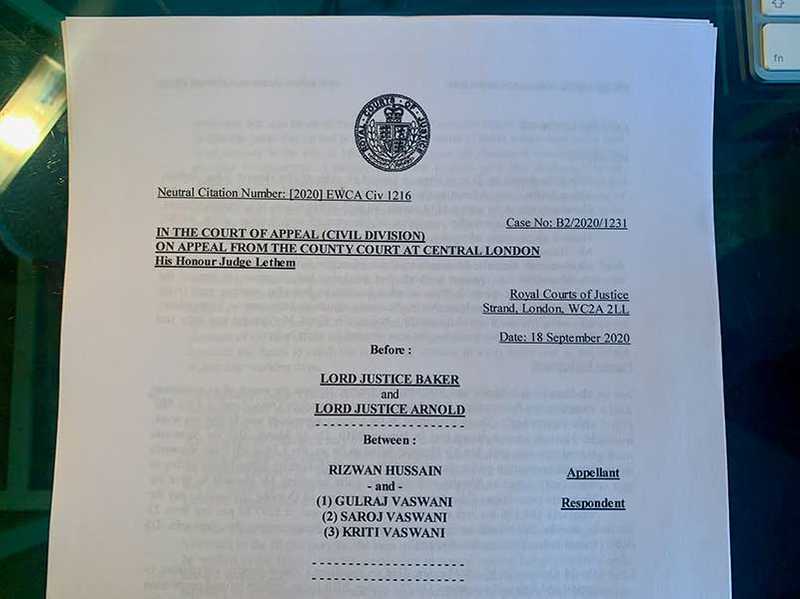 ROYAL COURTS OF JUSTICE
Neutral Citation Number: [2020] EWCA Civ 1216
Case No: B2/2020/1231
IN THE COURT OF APPEAL (CIVIL DIVISION)
ON APPEAL FROM THE COUNTY COURT AT CENTRAL LONDON
His Honour Judge Lethem
Royal Courts of Justice
Strand, London, WC2A 2LL
Date: 18 September 2020
Before :
LORD JUSTICE BAKER
and
LORD JUSTICE ARNOLD
- - - - - - - - - - - - - - - - - - - - -
Between :
RIZWAN HUSSAIN Appellant
- and -
(1) GULRAJ VASWANI Respondent
(2) SAROJ VASWANI
(3) KRITI VASWANI
- - - - - - - - - - - - - - - - - - - - -
- - - - - - - - - - - - - - - - - - - - -
fn